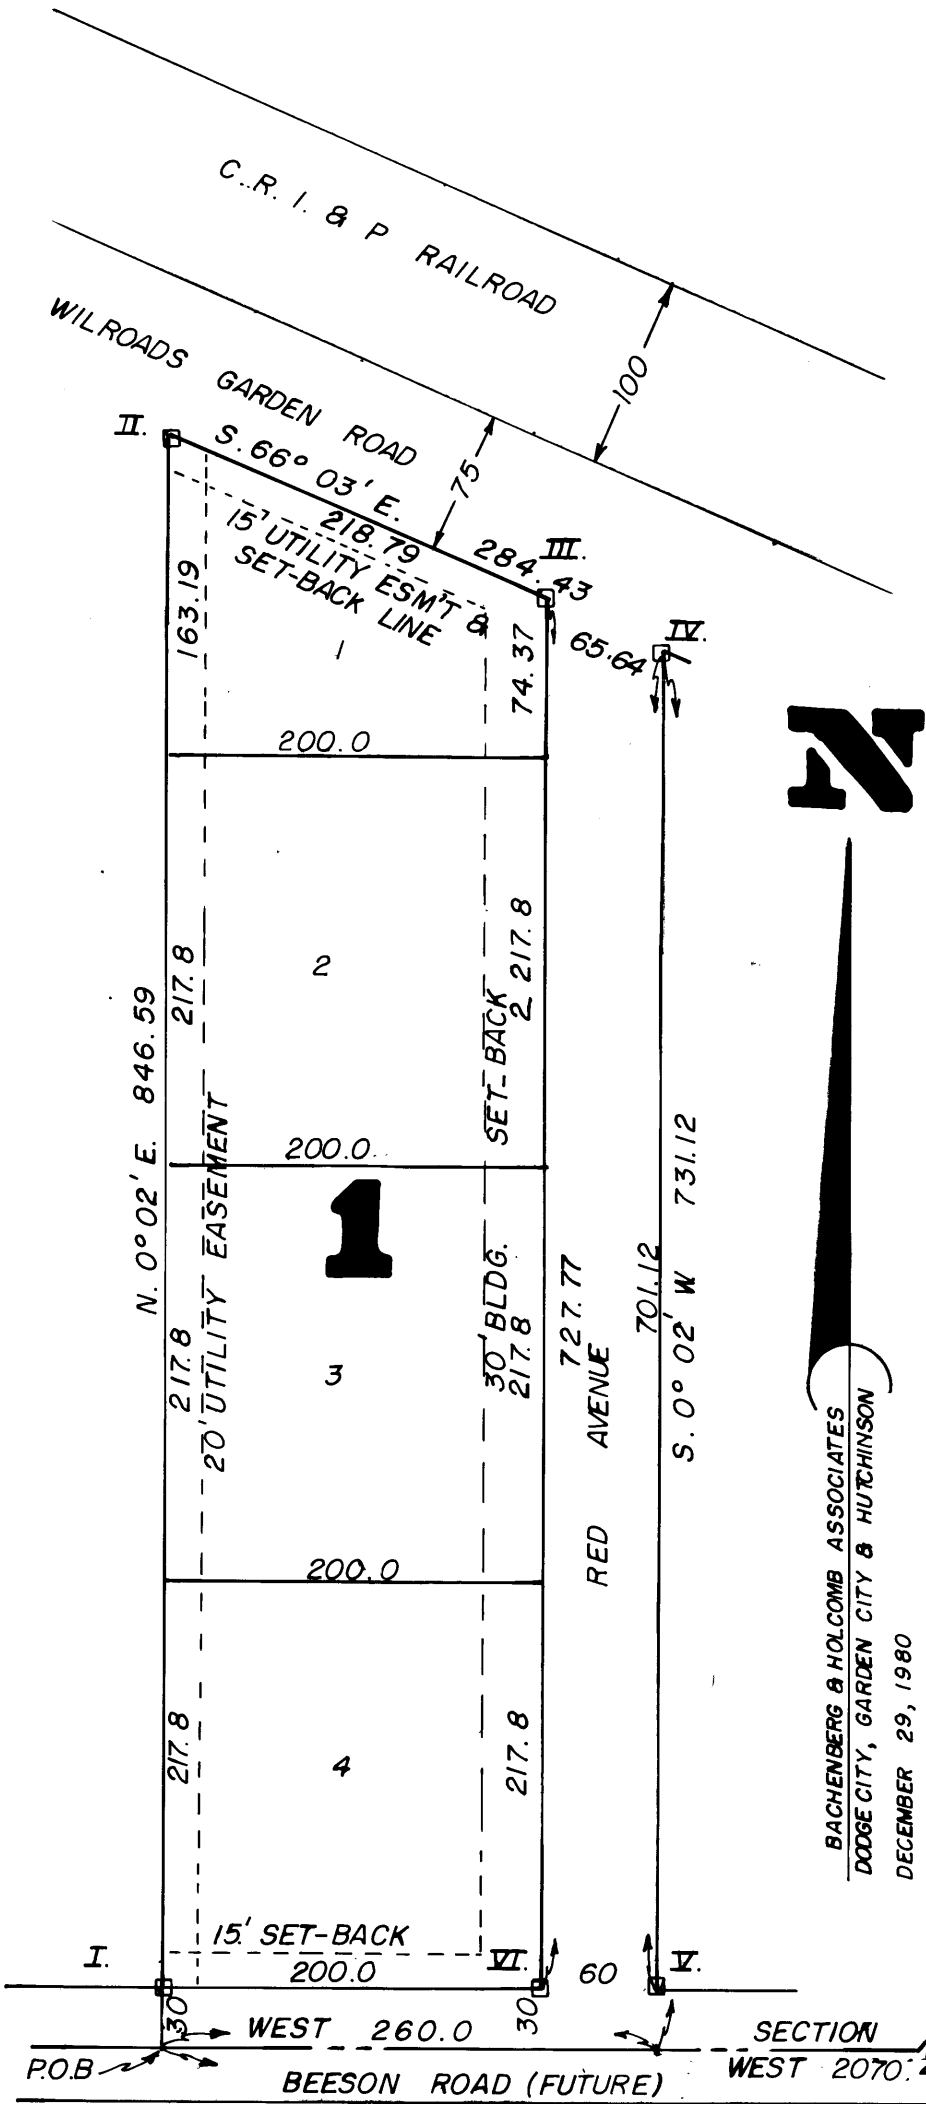 C.R. I. & P RAILROAD
100
WILROADS GARDEN ROAD
75
II.
S. 66° 03' E.
218.79
284.43
III.
15' UTILITY ESM'T &
SET-BACK LINE
163.19
1
74.37
65.64
IV.
200.0
N
2
217.8
2 217.8
N. 0° 02' E. 846.59
20' UTILITY EASEMENT
30' BLDG. SET-BACK
200.0
1
217.8
3
217.8
727.77
RED AVENUE
701.12
S. 0° 02' W 731.12
200.0
217.8
4
217.8
BACHENBERG & HOLCOMB ASSOCIATES
DODGE CITY, GARDEN CITY & HUTCHINSON
DECEMBER 29, 1980
15' SET-BACK
I.
200.0
VI.
60
V.
30
WEST 260.0
30
SECTION
P.O.B
WEST 2070.
BEESON ROAD (FUTURE)